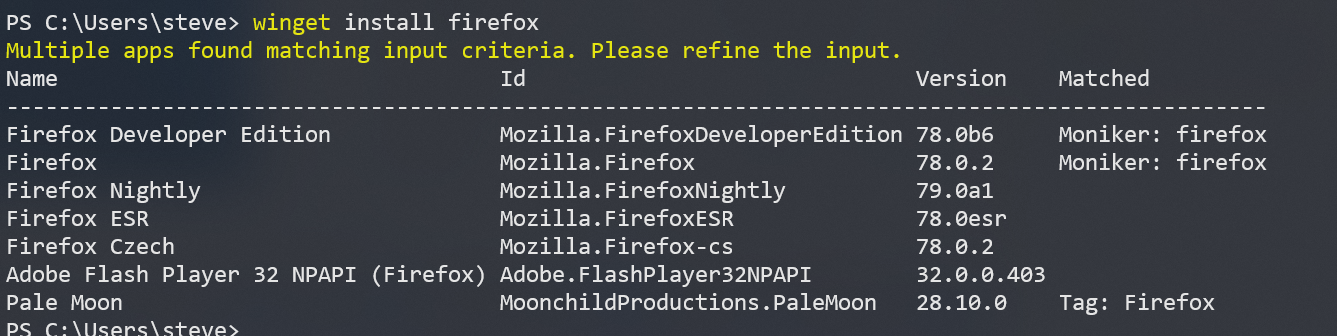 PS C:\Users\steve> winget install firefox
Multiple apps found matching input criteria. Please refine the input.
Name Id Version Matched
-------------------------------------------------------------------------------------------------
Firefox Developer Edition Mozilla.FirefoxDeveloperEdition 78.0b6 Moniker: firefox
Firefox Mozilla.Firefox 78.0.2 Moniker: firefox
Firefox Nightly Mozilla.FirefoxNightly 79.0a1
Firefox ESR Mozilla.FirefoxESR 78.0esr
Firefox Czech Mozilla.Firefox-cs 78.0.2
Adobe Flash Player 32 NPAPI (Firefox) Adobe.FlashPlayer32NPAPI 32.0.0.403
Pale Moon MoonchildProductions.PaleMoon 28.10.0 Tag: Firefox
PS C:\Users\steve>